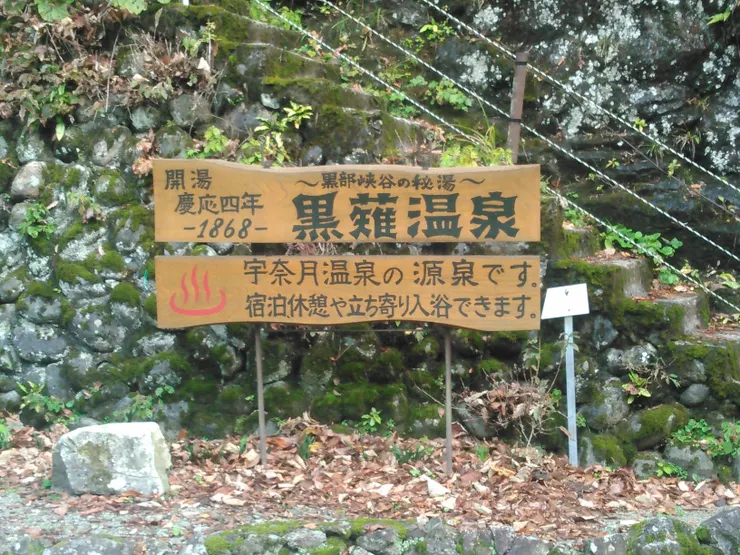 開湯
慶応四年
-1868-
～黒部峡谷の秘湯～
黒薙温泉
宇奈月温泉の源泉です。
宿泊休憩や立ち寄り入浴できます。